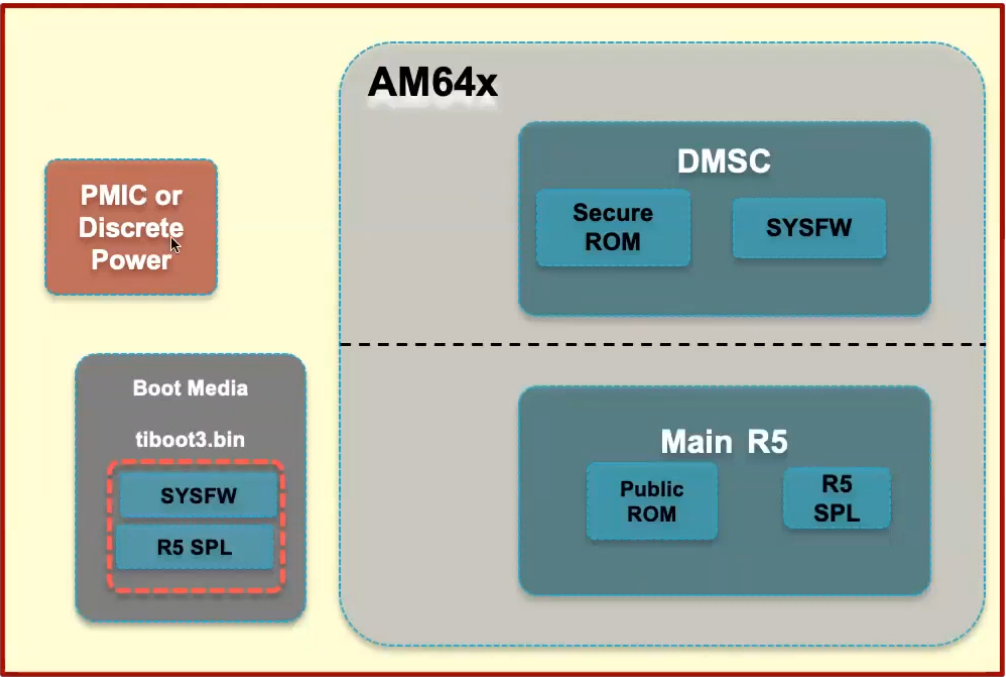 AM64x
DMSC
Secure
ROM
SYSFW
PMIC or
Discrete
Power
Boot Media
tiboot3.bin
SYSFW
R5 SPL
Main R5
Public
ROM
R5
SPL